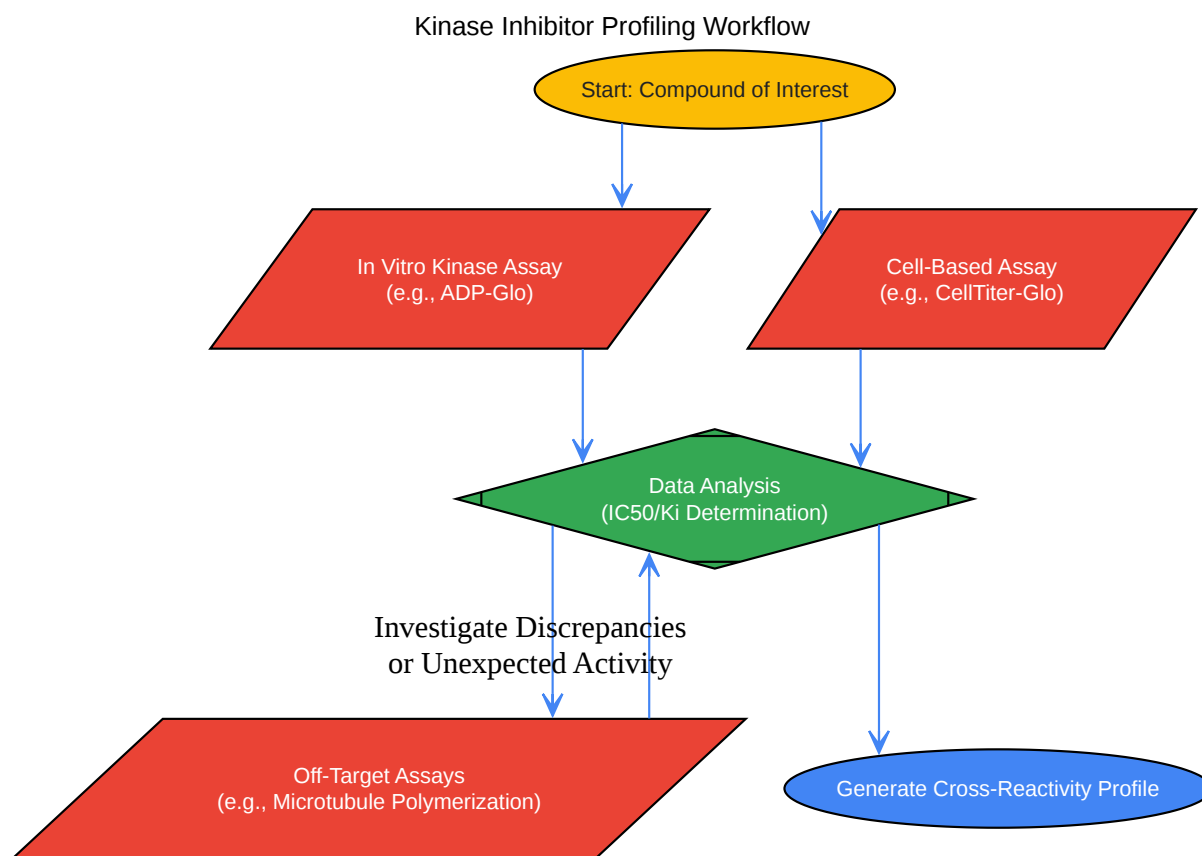 Kinase Inhibitor Profiling Workflow
Start: Compound of Interest
In Vitro Kinase Assay
(e.g., ADP-Glo)
Cell-Based Assay
(e.g., CellTiter-Glo)
Data Analysis
(IC50/Ki Determination)
Investigate Discrepancies
or Unexpected Activity
Off-Target Assays
(e.g., Microtubule Polymerization)
Generate Cross-Reactivity Profile